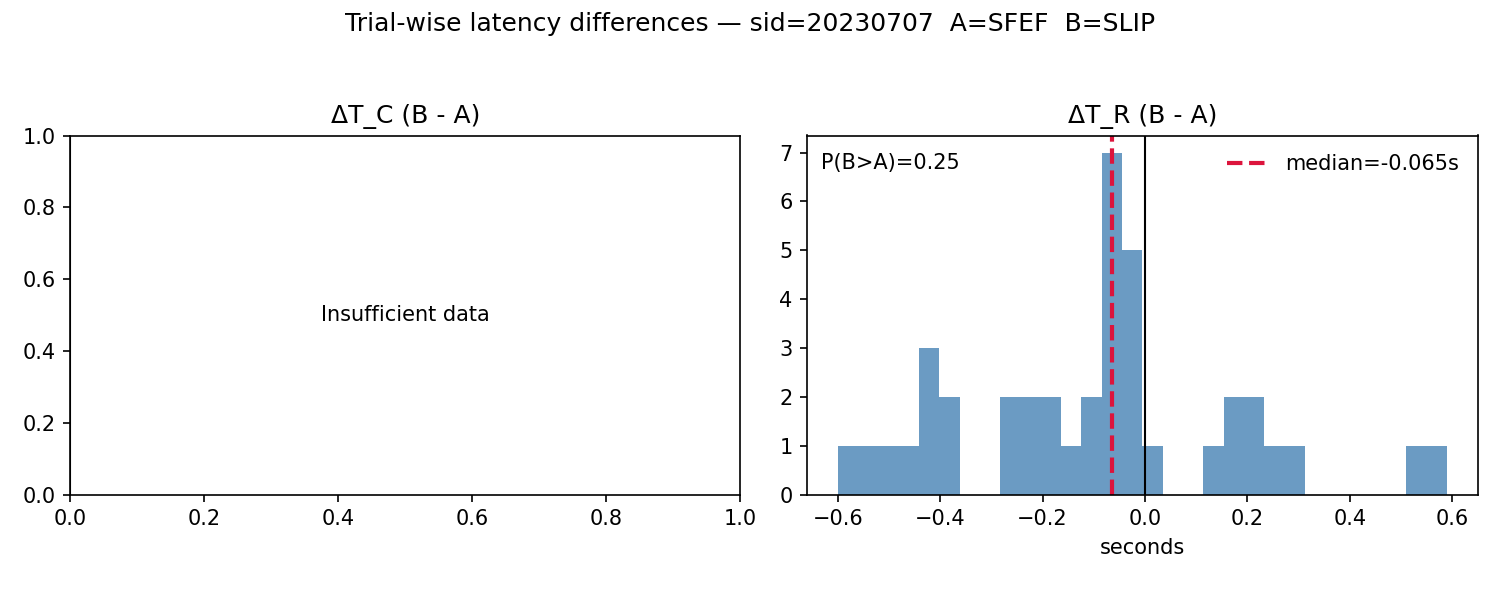 Trial-wise latency differences — sid=20230707  A=SFEF  B=SLIP
ΔT_C (B - A)
1.0
0.8
0.6
0.4
0.2
0.0
Insufficient data
0.0 0.2 0.4 0.6 0.8 1.0
ΔT_R (B - A)
P(B>A)=0.25
median=-0.065s
7
6
5
4
3
2
1
0
−0.6 −0.4 −0.2 0.0 0.2 0.4 0.6
seconds